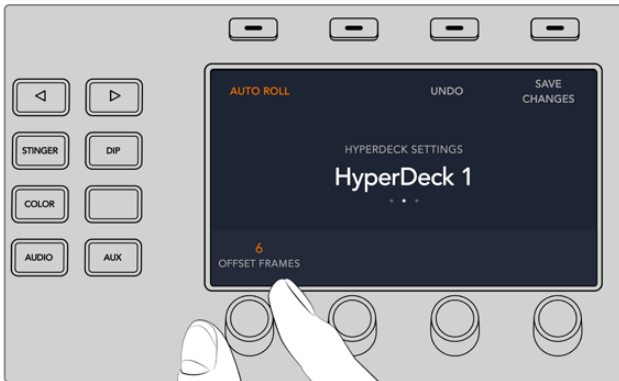 AUTO ROLL
UNDO
SAVE
CHANGES
HYPERDECK SETTINGS
HyperDeck 1
6
OFFSET FRAMES
STINGER
DIP
COLOR
AUDIO
AUX